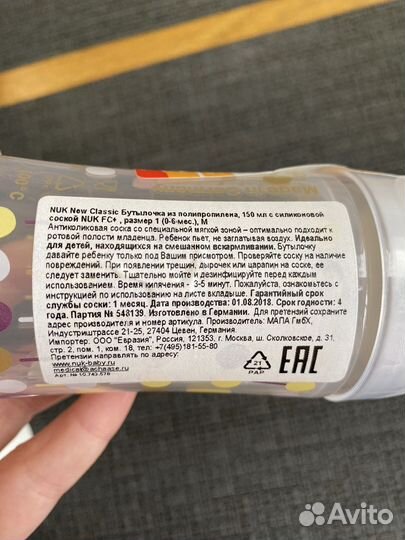 NUK New Classic Бутылочка из полипропилена, 150 мл с силиконовой
соской NUK FC+ , размер 1 (0-6 мес.), M
Антиколиковая соска со специальной мягкой зоной – оптимально подходит к
ротовой полости младенца. Ребенок пьет, не заглатывая воздух. Идеально
для детей, находящихся на смешанном вскармливании. Бутылочку
давайте ребенку только под Вашим присмотром. Проверяйте соску на наличие
повреждений. При появлении трещин, дырочек или царапин на соске, ее
следует заменить. Тщательно мойте и дезинфицируйте перед каждым
использованием. Время кипячения - 3-5 минут. Пожалуйста, ознакомьтесь с
инструкцией по использованию на листе вкладыше. Гарантийный срок
службы соски: 1 месяц. Дата производства: 01.08.2018. Срок годности: 4
года. Партия № 548139. Изготовлено в Германии. Для претензий сохраните
адрес производителя и номер артикула. Производитель: МАПА ГмбХ,
Индустриштрассе 21-25, 27404 Цевен, Германия.
Импортер: ООО "Евразия", Россия, 121353, г. Москва, ш. Сколковское, д. 31,
стр. 2, пом. 1, ком. 18, тел: +7(495)181-55-80
Претензии направлять по адресу:
www.nuk-baby.ru
Арт. № 10.743.578
21
PAP
EAC
Avito